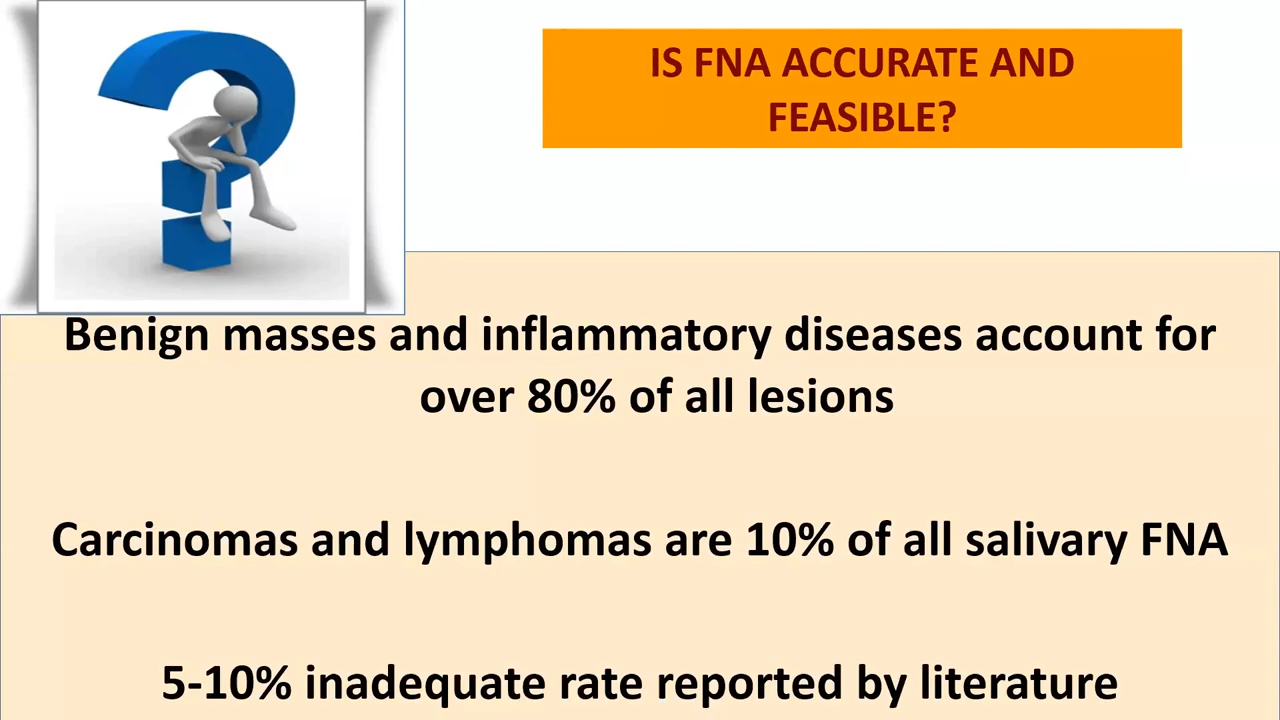 IS FNA ACCURATE AND
FEASIBLE?
Benign masses and inflammatory diseases account for
over 80% of all lesions
Carcinomas and lymphomas are 10% of all salivary FNA
5-10% inadequate rate reported by literature